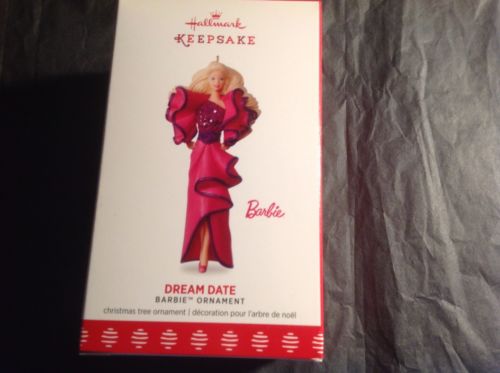 Hallmark
KEEPSAKE
Barbie
DREAM DATE
BARBIE™ ORNAMENT
christmas tree ornament | décoration pour l'arbre de noël